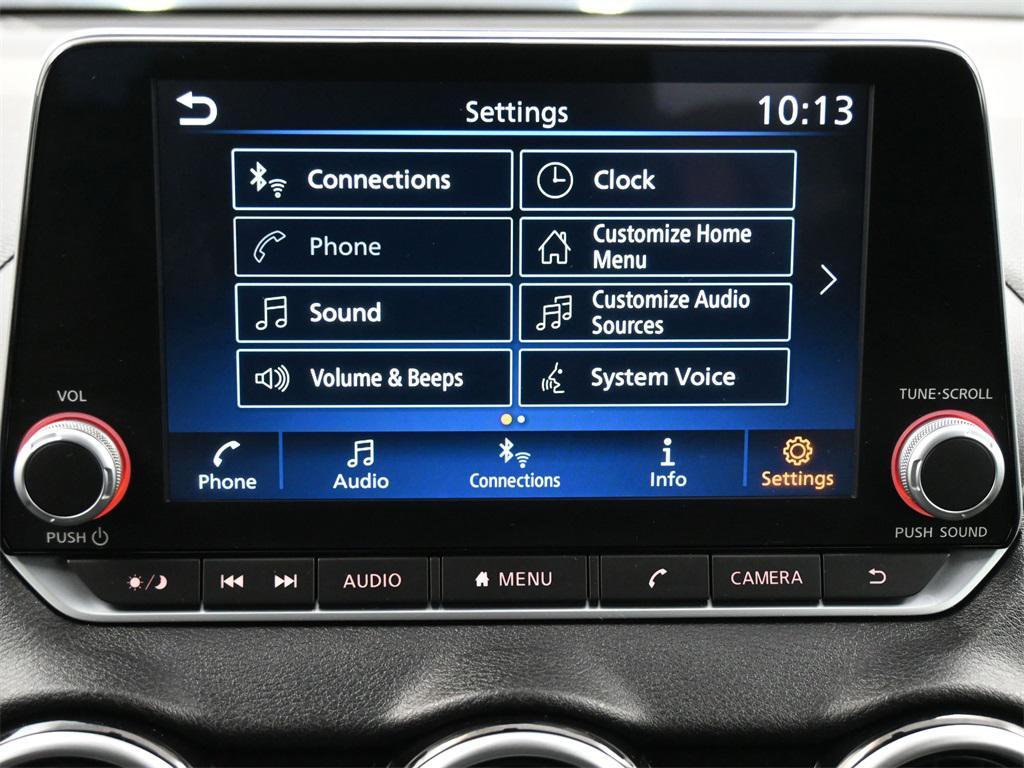 Settings
10:13
Connections
Clock
Phone
Customize Home
Menu
Sound
Customize Audio
Sources
Volume & Beeps
System Voice
VOL
TUNE·SCROLL
Phone
Audio
Connections
Info
Settings
PUSH
PUSH SOUND
AUDIO
MENU
CAMERA